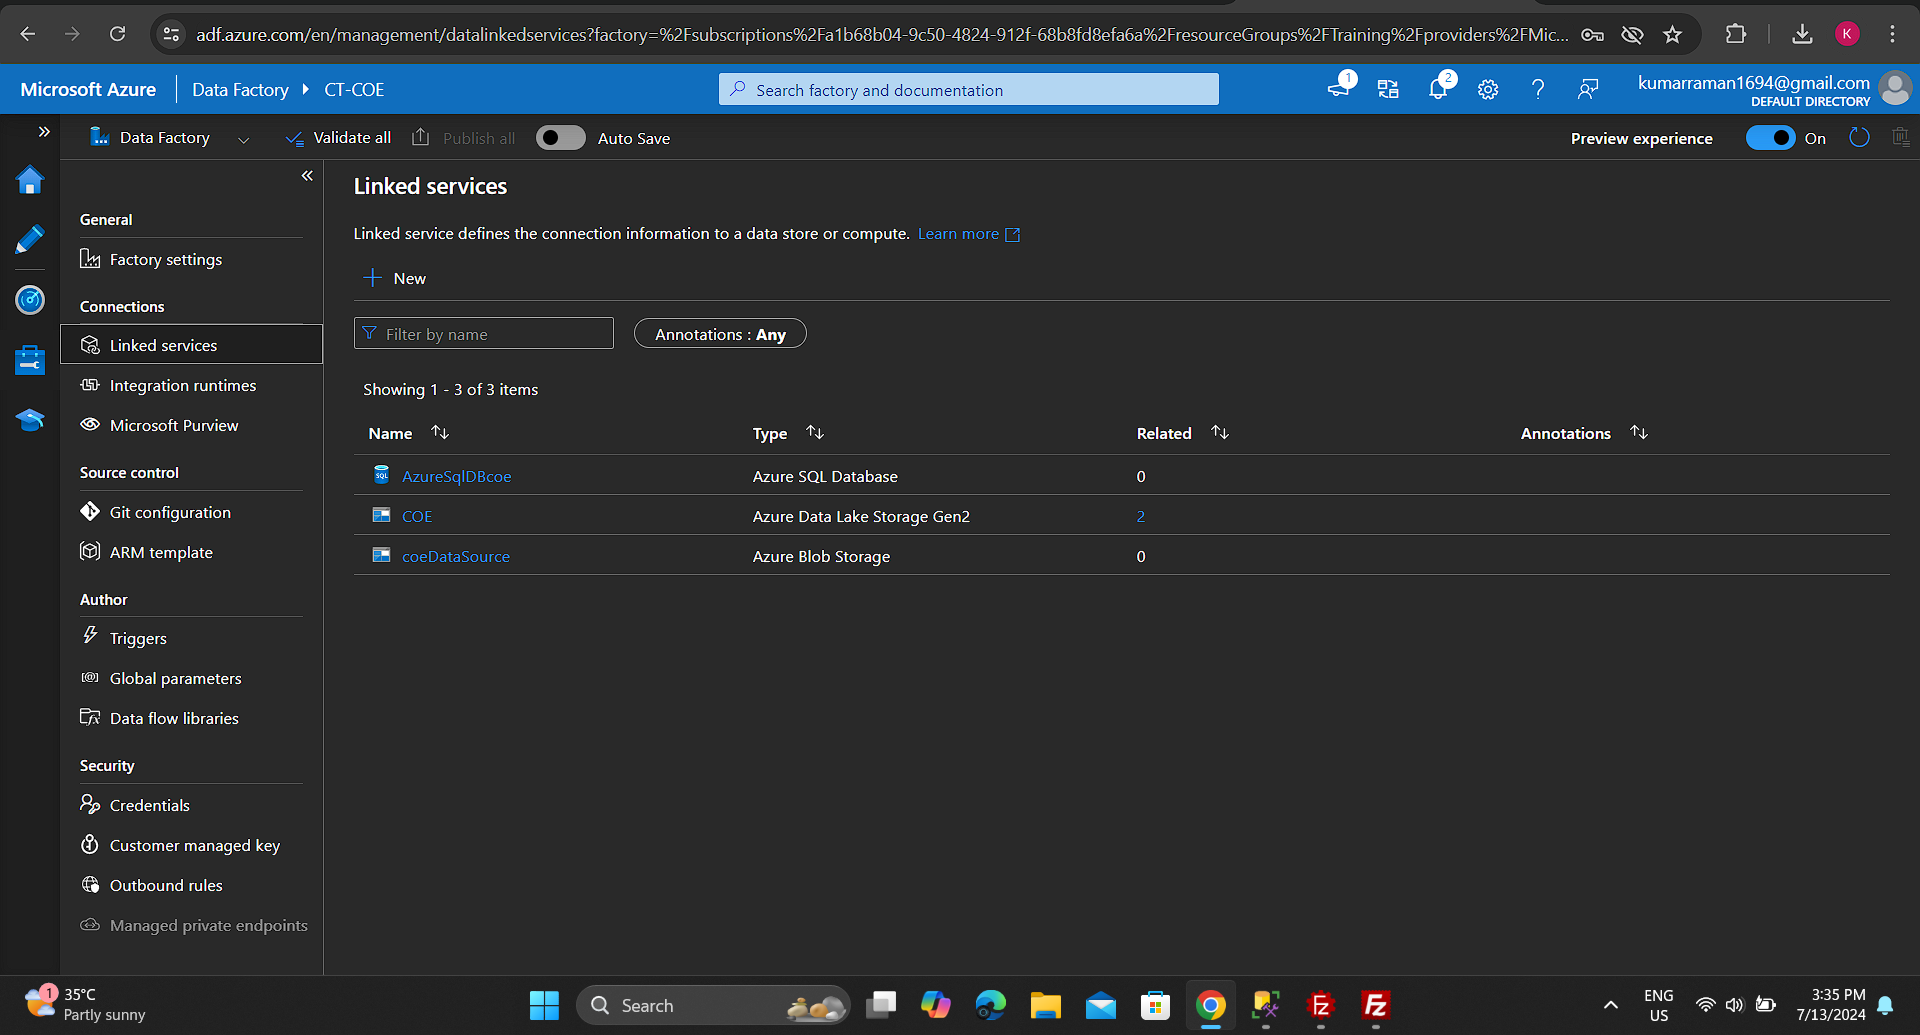 adf.azure.com/en/management/datalinkedservices?factory=%2Fsubscriptions%2Fa1b68b04-9c50-4824-912f-68b8fd8efa6a%2FresourceGroups%2FTraining%2Fproviders%2FMic...
K
Microsoft Azure
Data Factory
CT-COE
Search factory and documentation
1
2
kumarraman1694@gmail.com
DEFAULT DIRECTORY
Data Factory
Validate all
Publish all
Auto Save
Preview experience
On
General
Factory settings
Connections
Linked services
Integration runtimes
Microsoft Purview
Source control
Git configuration
ARM template
Author
Triggers
Global parameters
Data flow libraries
Security
Credentials
Customer managed key
Outbound rules
Managed private endpoints
Linked services
Linked service defines the connection information to a data store or compute. Learn more
New
Filter by name
Annotations : Any
Showing 1 - 3 of 3 items
Name Type Related Annotations
SQL AzureSqlDBcoe Azure SQL Database 0
COE Azure Data Lake Storage Gen2 2
coeDataSource Azure Blob Storage 0
1
35°C
Partly sunny
Search
ENG
US
3:35 PM
7/13/2024